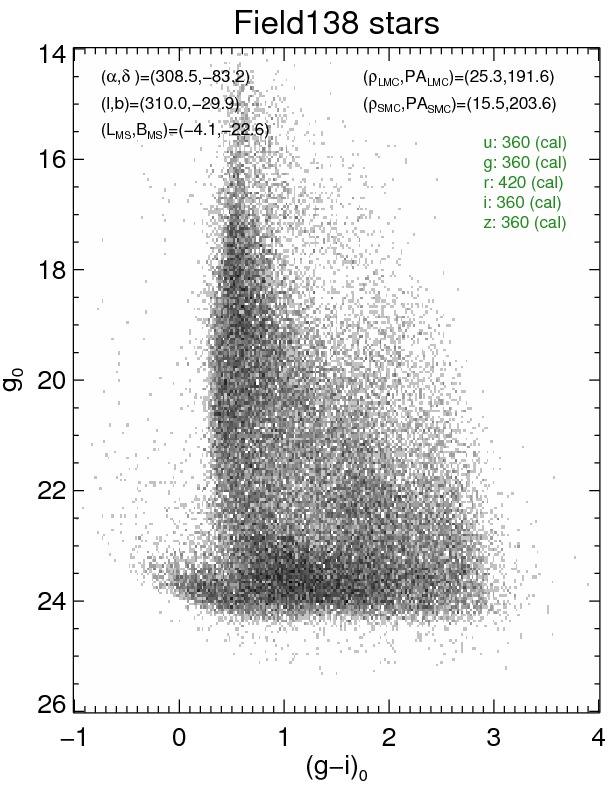 Field138 stars
(α,δ )=(308.5,−83.2)
(ρLMC,PALMC)=(25.3,191.6)
(l,b)=(310.0,−29.9)
(ρSMC,PASMC)=(15.5,203.6)
(LMS,BMS)=(−4.1,−22.6)
u: 360 (cal)
g: 360 (cal)
r: 420 (cal)
i: 360 (cal)
z: 360 (cal)
14
16
18
20
22
24
26
g0
−1 0 1 2 3 4
(g−i)0